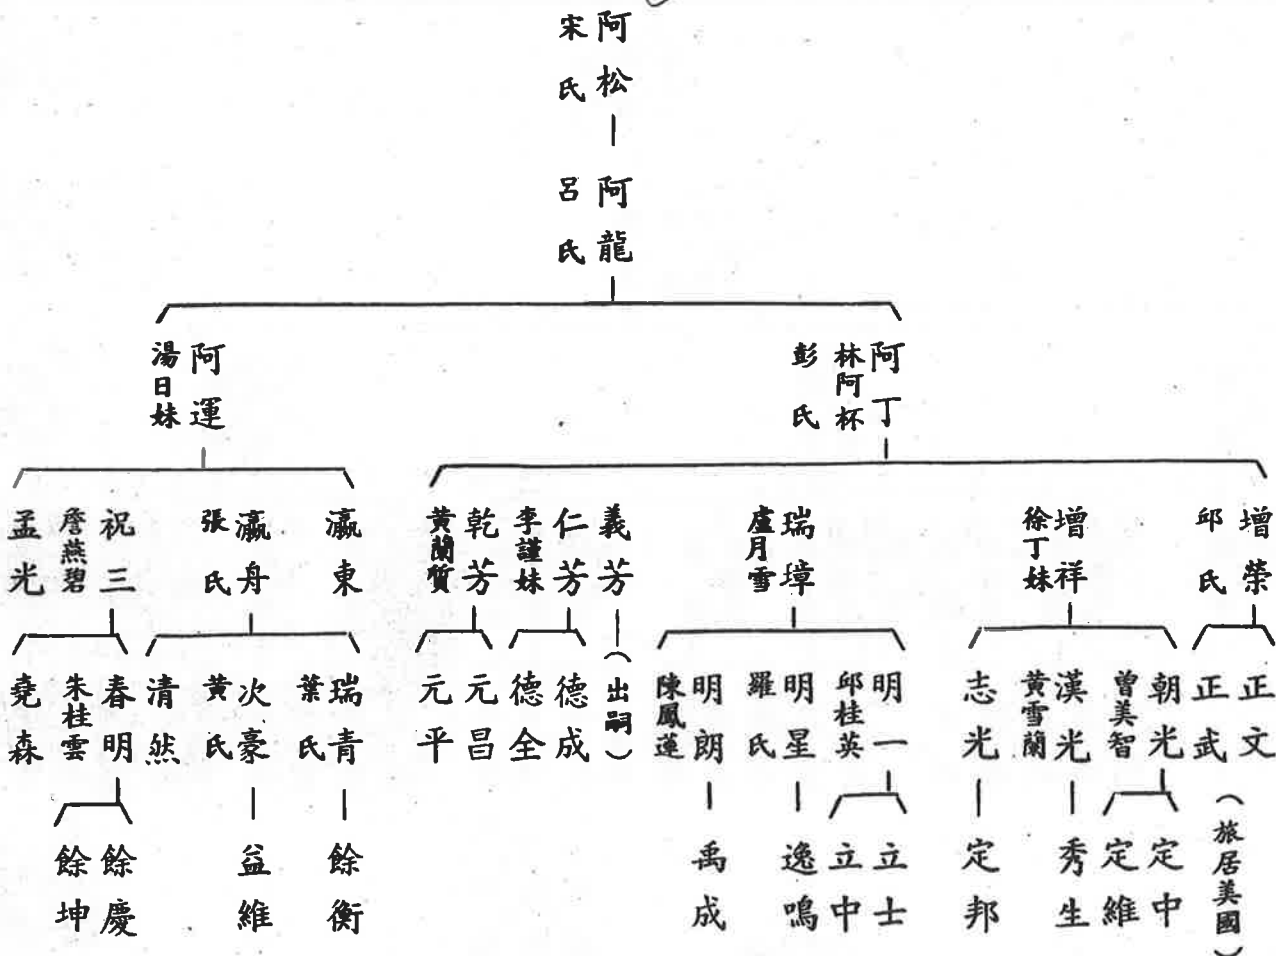 阿松
宋氏
阿龍
呂氏
阿丁
林阿杯
彭氏
阿運
湯日妹
增榮
邱氏
增祥
徐丁妹
瑞璋
盧月雪
義芳
仁芳
李謹妹
乾芳
黃蘭質
瀛東
瀛舟
張氏
祝三
詹燕碧
孟光
正文
正武
(旅居美國)
朝光
曾美智
漢光
黃雪蘭
志光
明一
邱桂英
明星
羅氏
明朗
陳鳳蓮
(出嗣)
德成
德全
元昌
元平
瑞青
葉氏
次豪
黃氏
清然
春明
朱桂雲
堯森
定中
定維
秀生
定邦
立士
立中
逸鳴
禹成
餘衡
益維
餘慶
餘坤